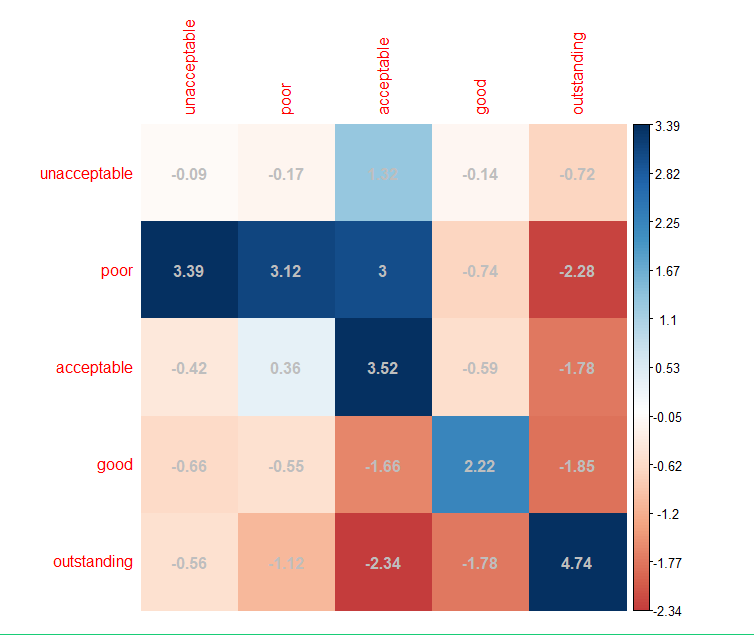 unacceptable poor acceptable good outstanding
unacceptable -0.09 -0.17 1.32 -0.14 -0.72
poor 3.39 3.12 3 -0.74 -2.28
acceptable -0.42 0.36 3.52 -0.59 -1.78
good -0.66 -0.55 -1.66 2.22 -1.85
outstanding -0.56 -1.12 -2.34 -1.78 4.74
3.39
2.82
2.25
1.67
1.1
0.53
-0.05
-0.62
-1.2
-1.77
-2.34